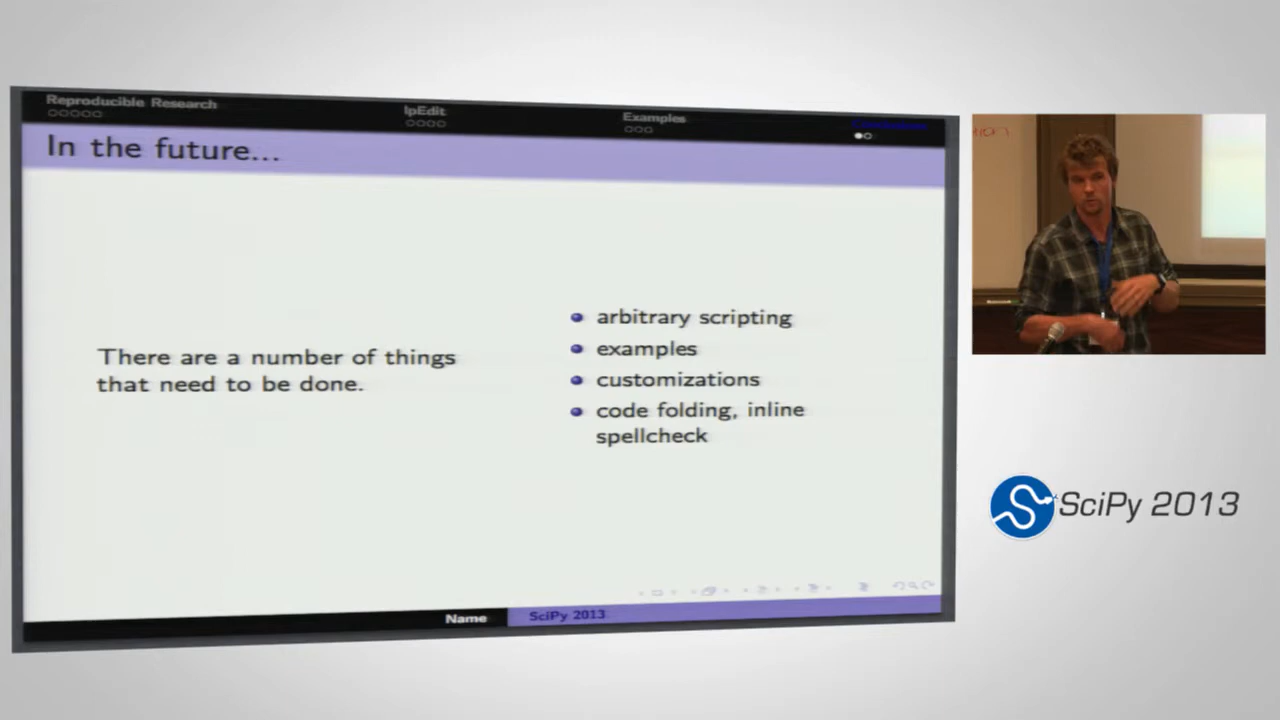 Reproducible Research
IpEdit
Examples
Conclusions
In the future...
There are a number of things
that need to be done.
arbitrary scripting
examples
customizations
code folding, inline
spellcheck
Name
SciPy 2013
SciPy 2013